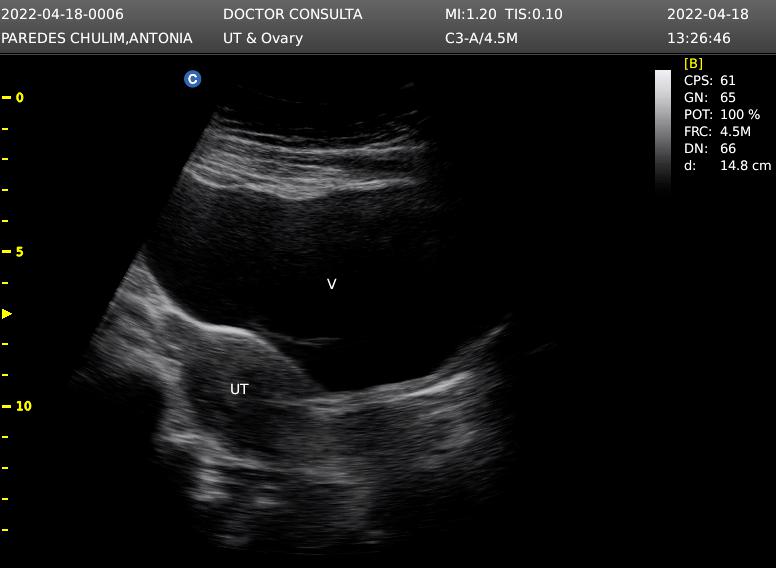 2022-04-18-0006 DOCTOR CONSULTA MI:1.20 TIS:0.10 2022-04-18
PAREDES CHULIM,ANTONIA UT & Ovary C3-A/4.5M 13:26:46
[B]
C
CPS: 61
0
GN: 65
POT: 100 %
FRC: 4.5M
DN: 66
d: 14.8 cm
5
V
UT
10